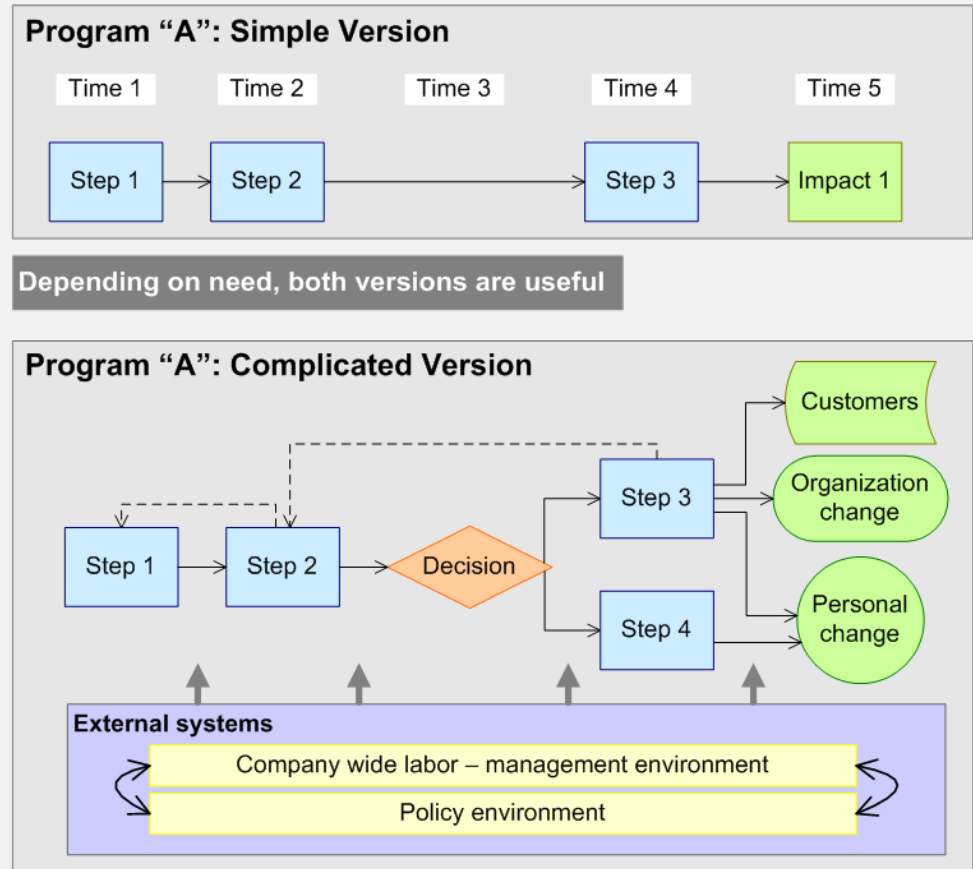 Program “A”: Simple Version
Time 1
Time 2
Time 3
Time 4
Time 5
Step 1
Step 2
Step 3
Impact 1
Depending on need, both versions are useful
Program “A”: Complicated Version
Customers
Step 3
Organization
change
Step 1
Step 2
Decision
Step 4
Personal
change
External systems
Company wide labor – management environment
Policy environment